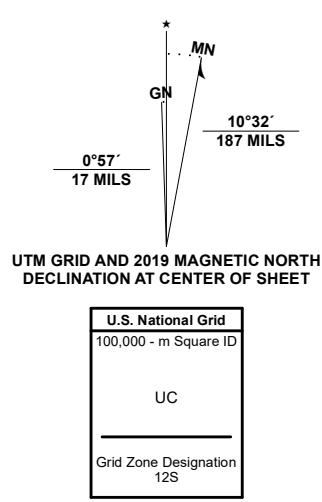 ★
MN
GN
10°32´
187 MILS
0°57´
17 MILS
UTM GRID AND 2019 MAGNETIC NORTH
DECLINATION AT CENTER OF SHEET
U.S. National Grid
100,000 - m Square ID
UC
Grid Zone Designation
12S